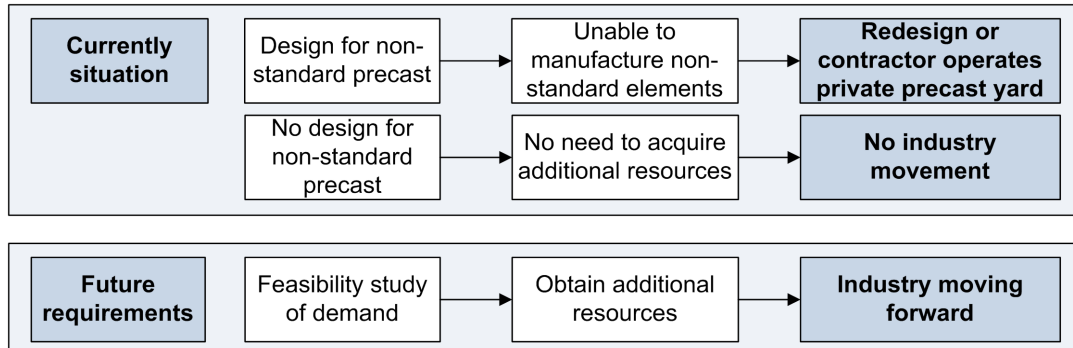 Currently
situation
Design for non-
standard precast
Unable to
manufacture non-
standard elements
Redesign or
contractor operates
private precast yard
No design for
non-standard
precast
No need to acquire
additional resources
No industry
movement
Future
requirements
Feasibility study
of demand
Obtain additional
resources
Industry moving
forward